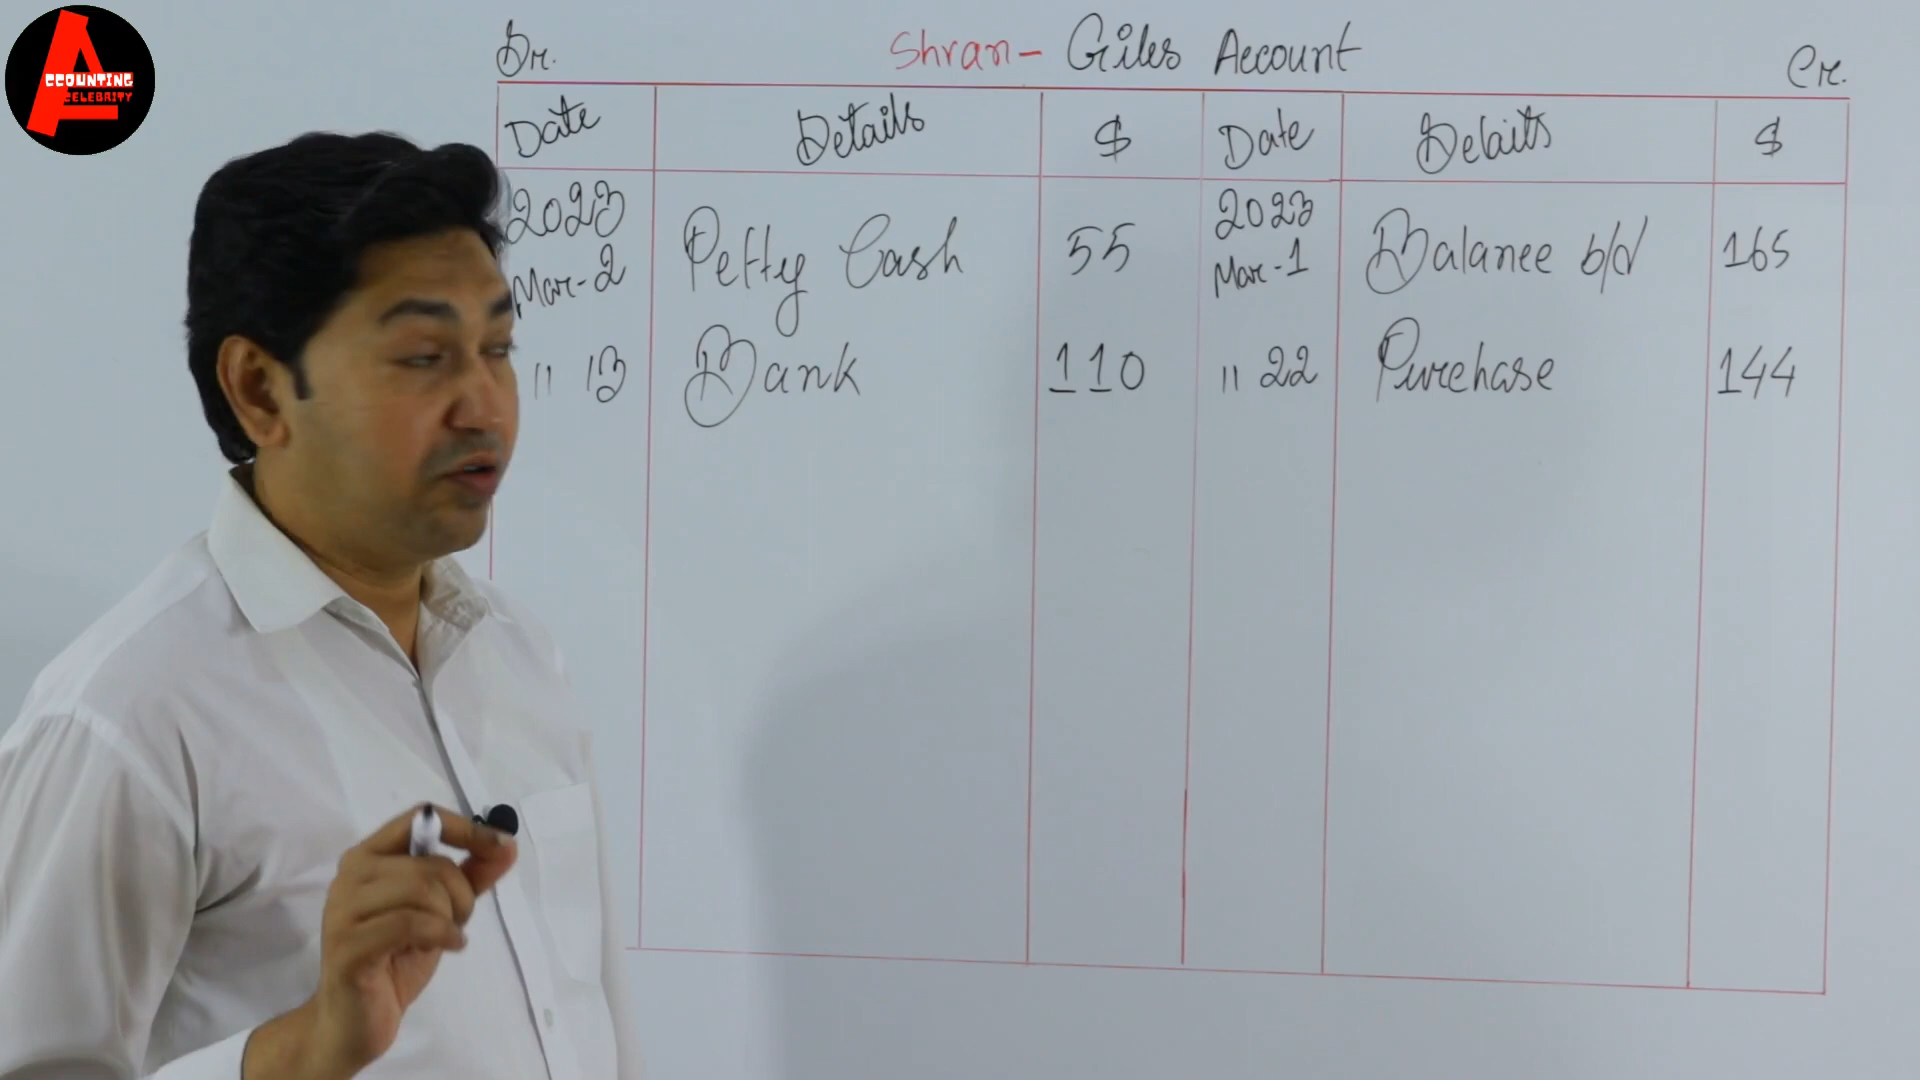 ACCOUNTING
CELEBRITY
Dr. Shran- Giles Account Cr.
Date Details $ Date Details $
2023 2023
Mar-2 Petty Cash 55 Mar-1 Balance b/d 165
" 13 Bank 110 " 22 Purchase 144